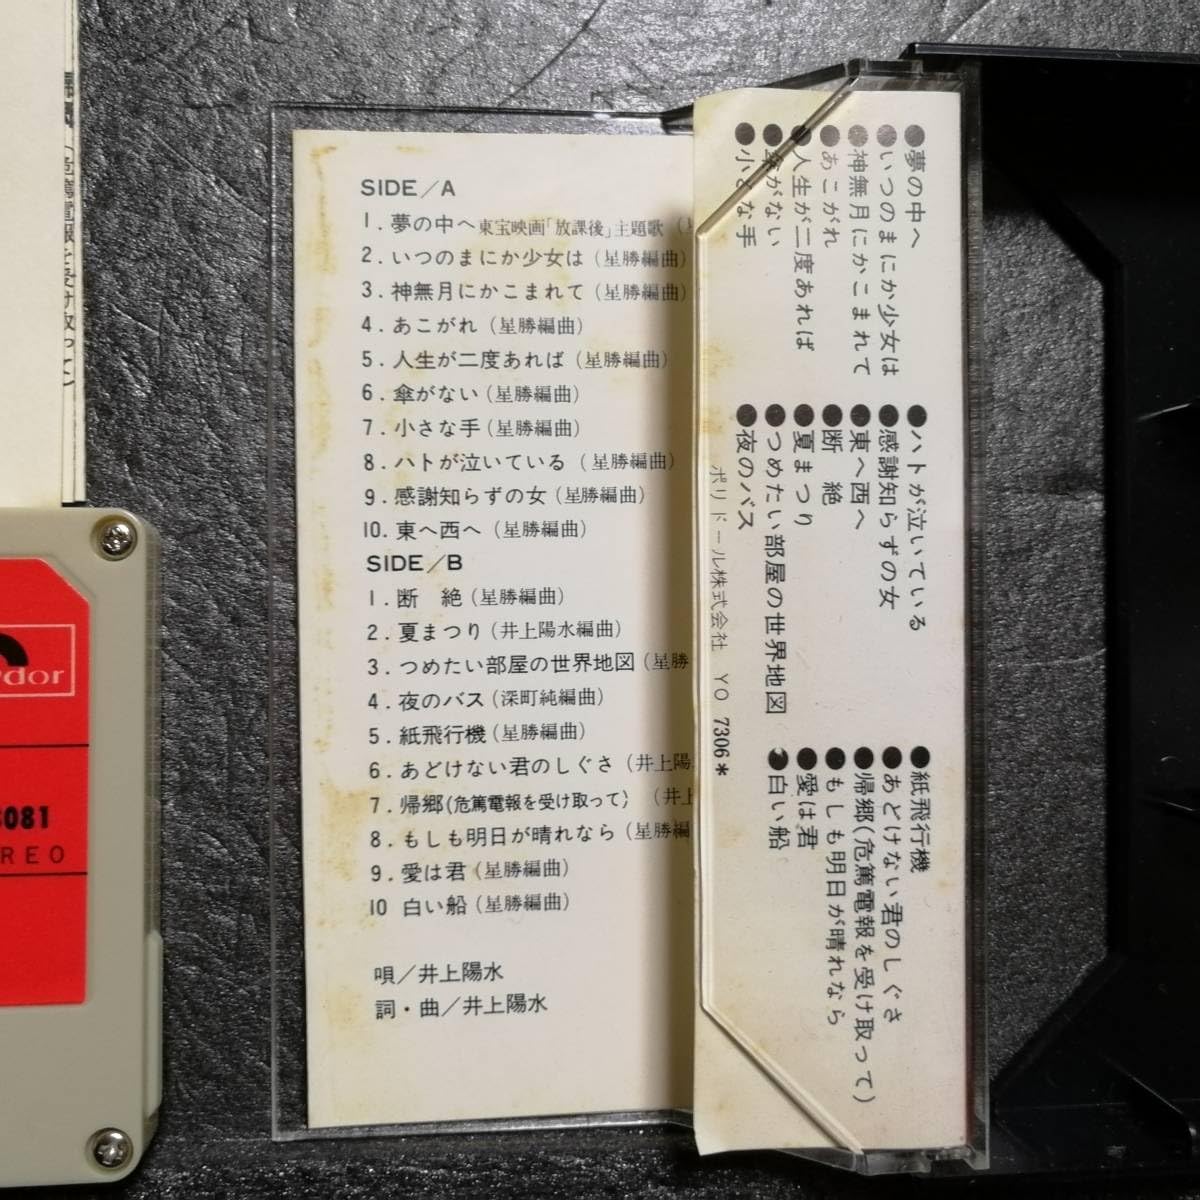 SIDE/A
1. 夢の中へ 東宝映画「放課後」主題歌
2. いつのまにか少女は (星勝編曲)
3. 神無月にかこまれて (星勝編曲)
4. あこがれ (星勝編曲)
5. 人生が二度あれば (星勝編曲)
6. 傘がない (星勝編曲)
7. 小さな手 (星勝編曲)
8. ハトが泣いている (星勝編曲)
9. 感謝知らずの女 (星勝編曲)
10. 東へ西へ (星勝編曲)
SIDE/B
1. 断 絶 (星勝編曲)
2. 夏まつり (井上陽水編曲)
3. つめたい部屋の世界地図 (星勝
4. 夜のバス (深町純編曲)
5. 紙飛行機 (星勝編曲)
6. あどけない君のしぐさ (井上陽
7. 帰郷(危篤電報を受け取って) (井上
8. もしも明日が晴れなら (星勝編
9. 愛は君 (星勝編曲)
10 白い船 (星勝編曲)
唄/井上陽水
詞・曲/井上陽水
●夢の中へ
●いつのまにか少女は
●神無月にかこまれて
●あこがれ
●人生が二度あれば
●傘がない
●小さな手
●ハトが泣いている
●感謝知らずの女
●東へ西へ
●断 絶
●夏まつり
●つめたい部屋の世界地図
●夜のバス
●紙飛行機
●あどけない君のしぐさ
●帰郷(危篤電報を受け取って)
●もしも明日が晴れなら
●愛は君
●白い船
ポリドール株式会社 YO 7306*
(危篤電報を受け取って)
dor
081
REO